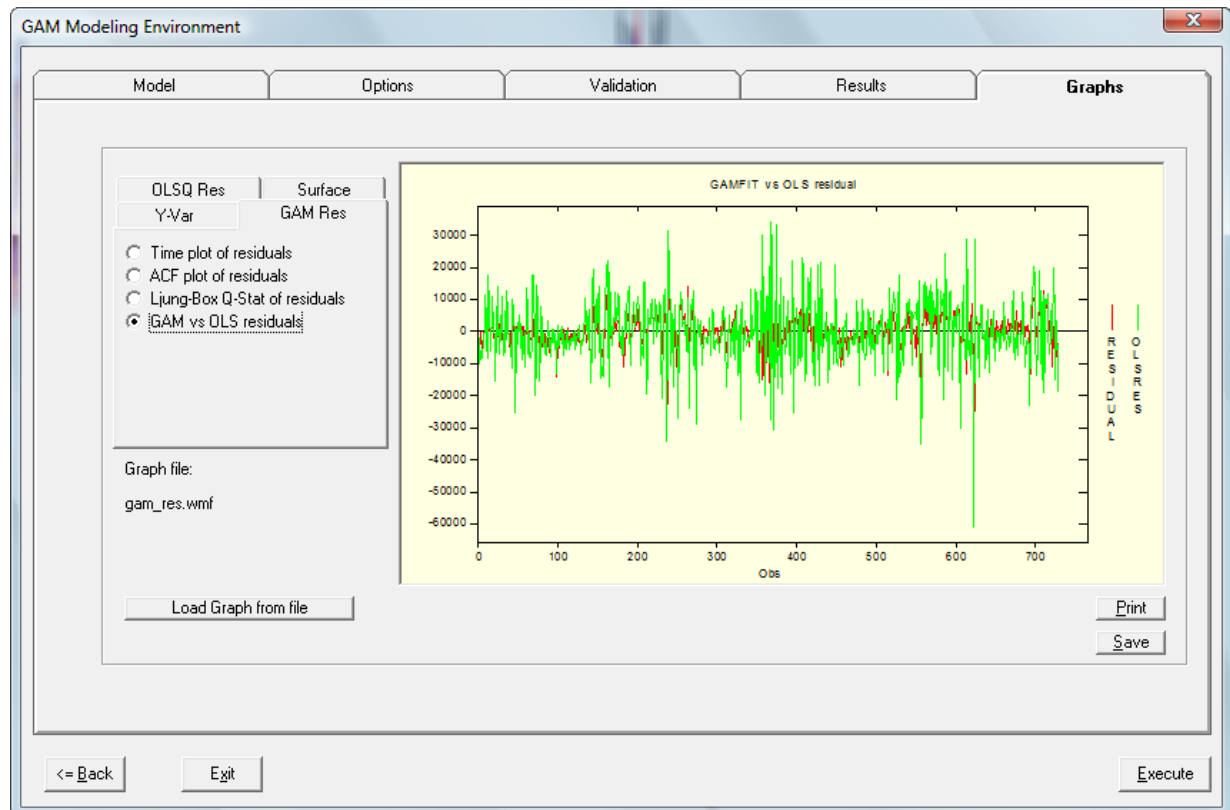 GAM Modeling Environment
x
Model
Options
Validation
Results
Graphs
OLSQ Res
Surface
Y-Var
GAM Res
Time plot of residuals
ACF plot of residuals
Ljung-Box Q-Stat of residuals
GAM vs OLS residuals
Graph file:
gam_res.wmf
Load Graph from file
GAMFIT vs OLS residual
30000
20000
10000
0
-10000
-20000
-30000
-40000
-50000
-60000
0 100 200 300 400 500 600 700
Obs
RESIDUAL
OLSRES
Print
Save
<= Back
Exit
Execute